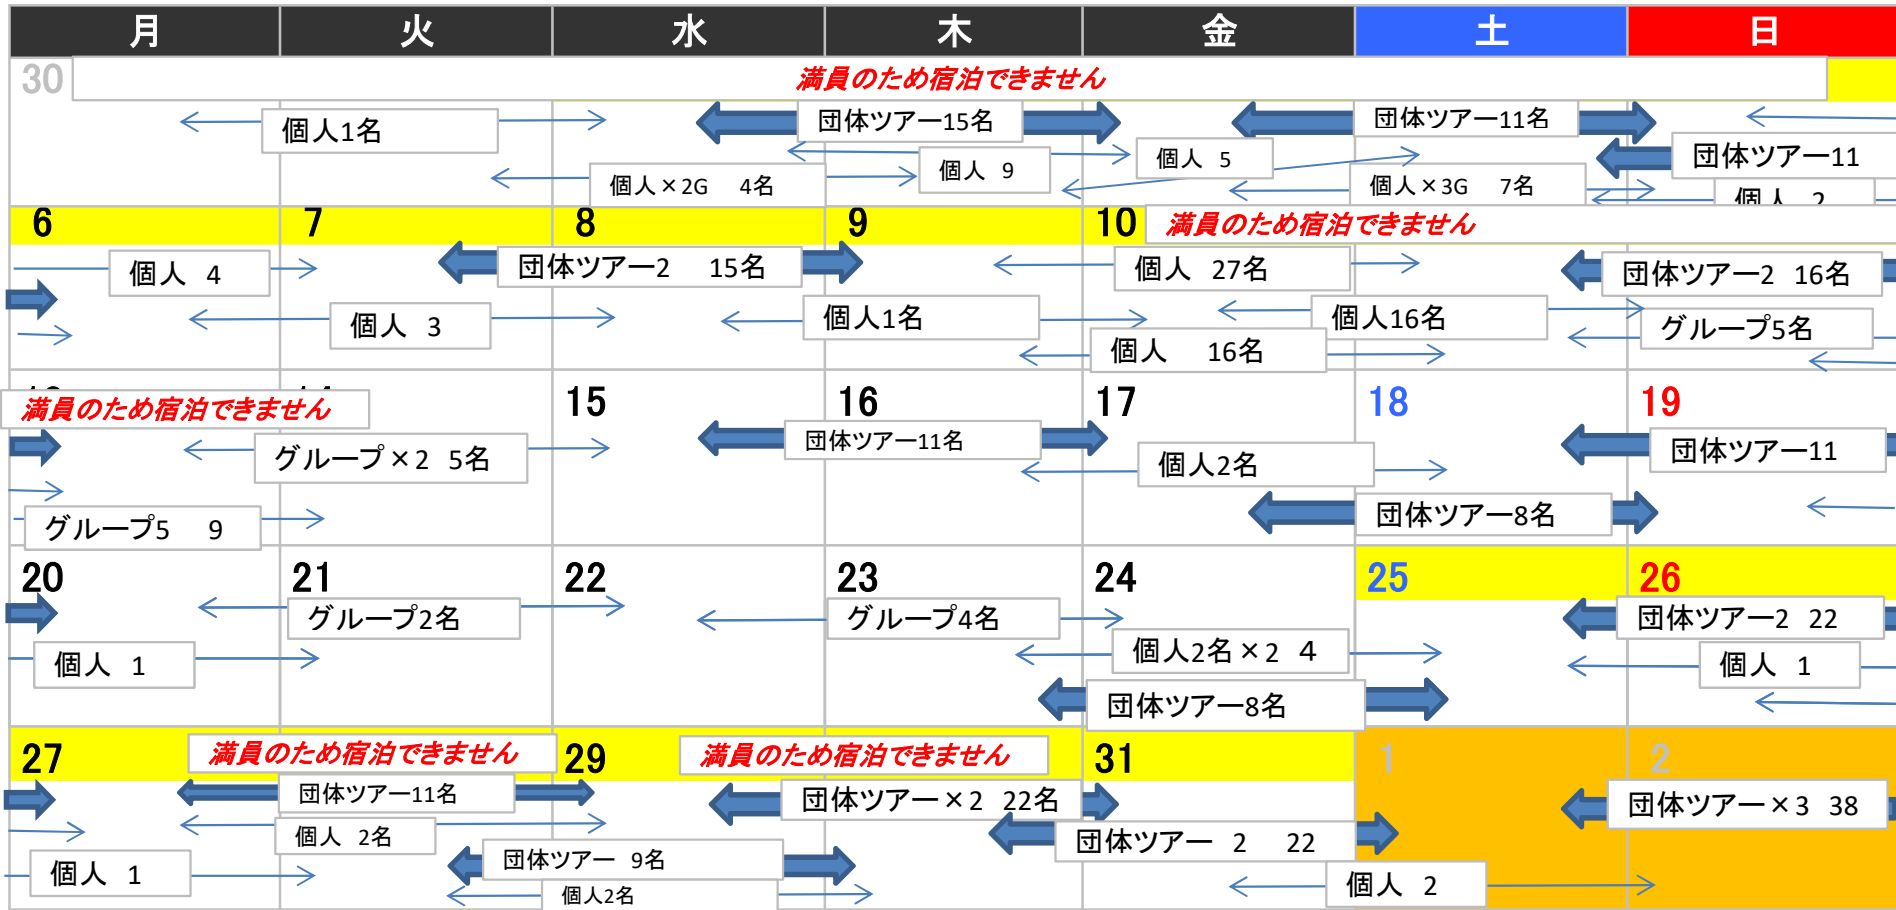 月 火 水 木 金 土 日
30 満員のため宿泊できません
個人1名 団体ツアー15名 団体ツアー11名
個人×2G 4名 個人 9 個人 5 個人×3G 7名 団体ツアー11
個人 2
6 7 8 9 10 満員のため宿泊できません
個人 4 団体ツアー2 15名 個人 27名 団体ツアー2 16名
個人 3 個人1名 個人16名 グループ5名
個人 16名
満員のため宿泊できません 15 16 17 18 19
グループ×2 5名 団体ツアー11名 個人2名 団体ツアー11
グループ5 9 団体ツアー8名
20 21 22 23 24 25 26
グループ2名 グループ4名 団体ツアー2 22
個人 1 個人2名×2 4 個人 1
団体ツアー8名
27 満員のため宿泊できません 29 満員のため宿泊できません 31 1 2
団体ツアー11名 団体ツアー×2 22名 団体ツアー×3 38
個人 2名 団体ツアー 2 22
個人 1 団体ツアー 9名 個人 2
個人2名